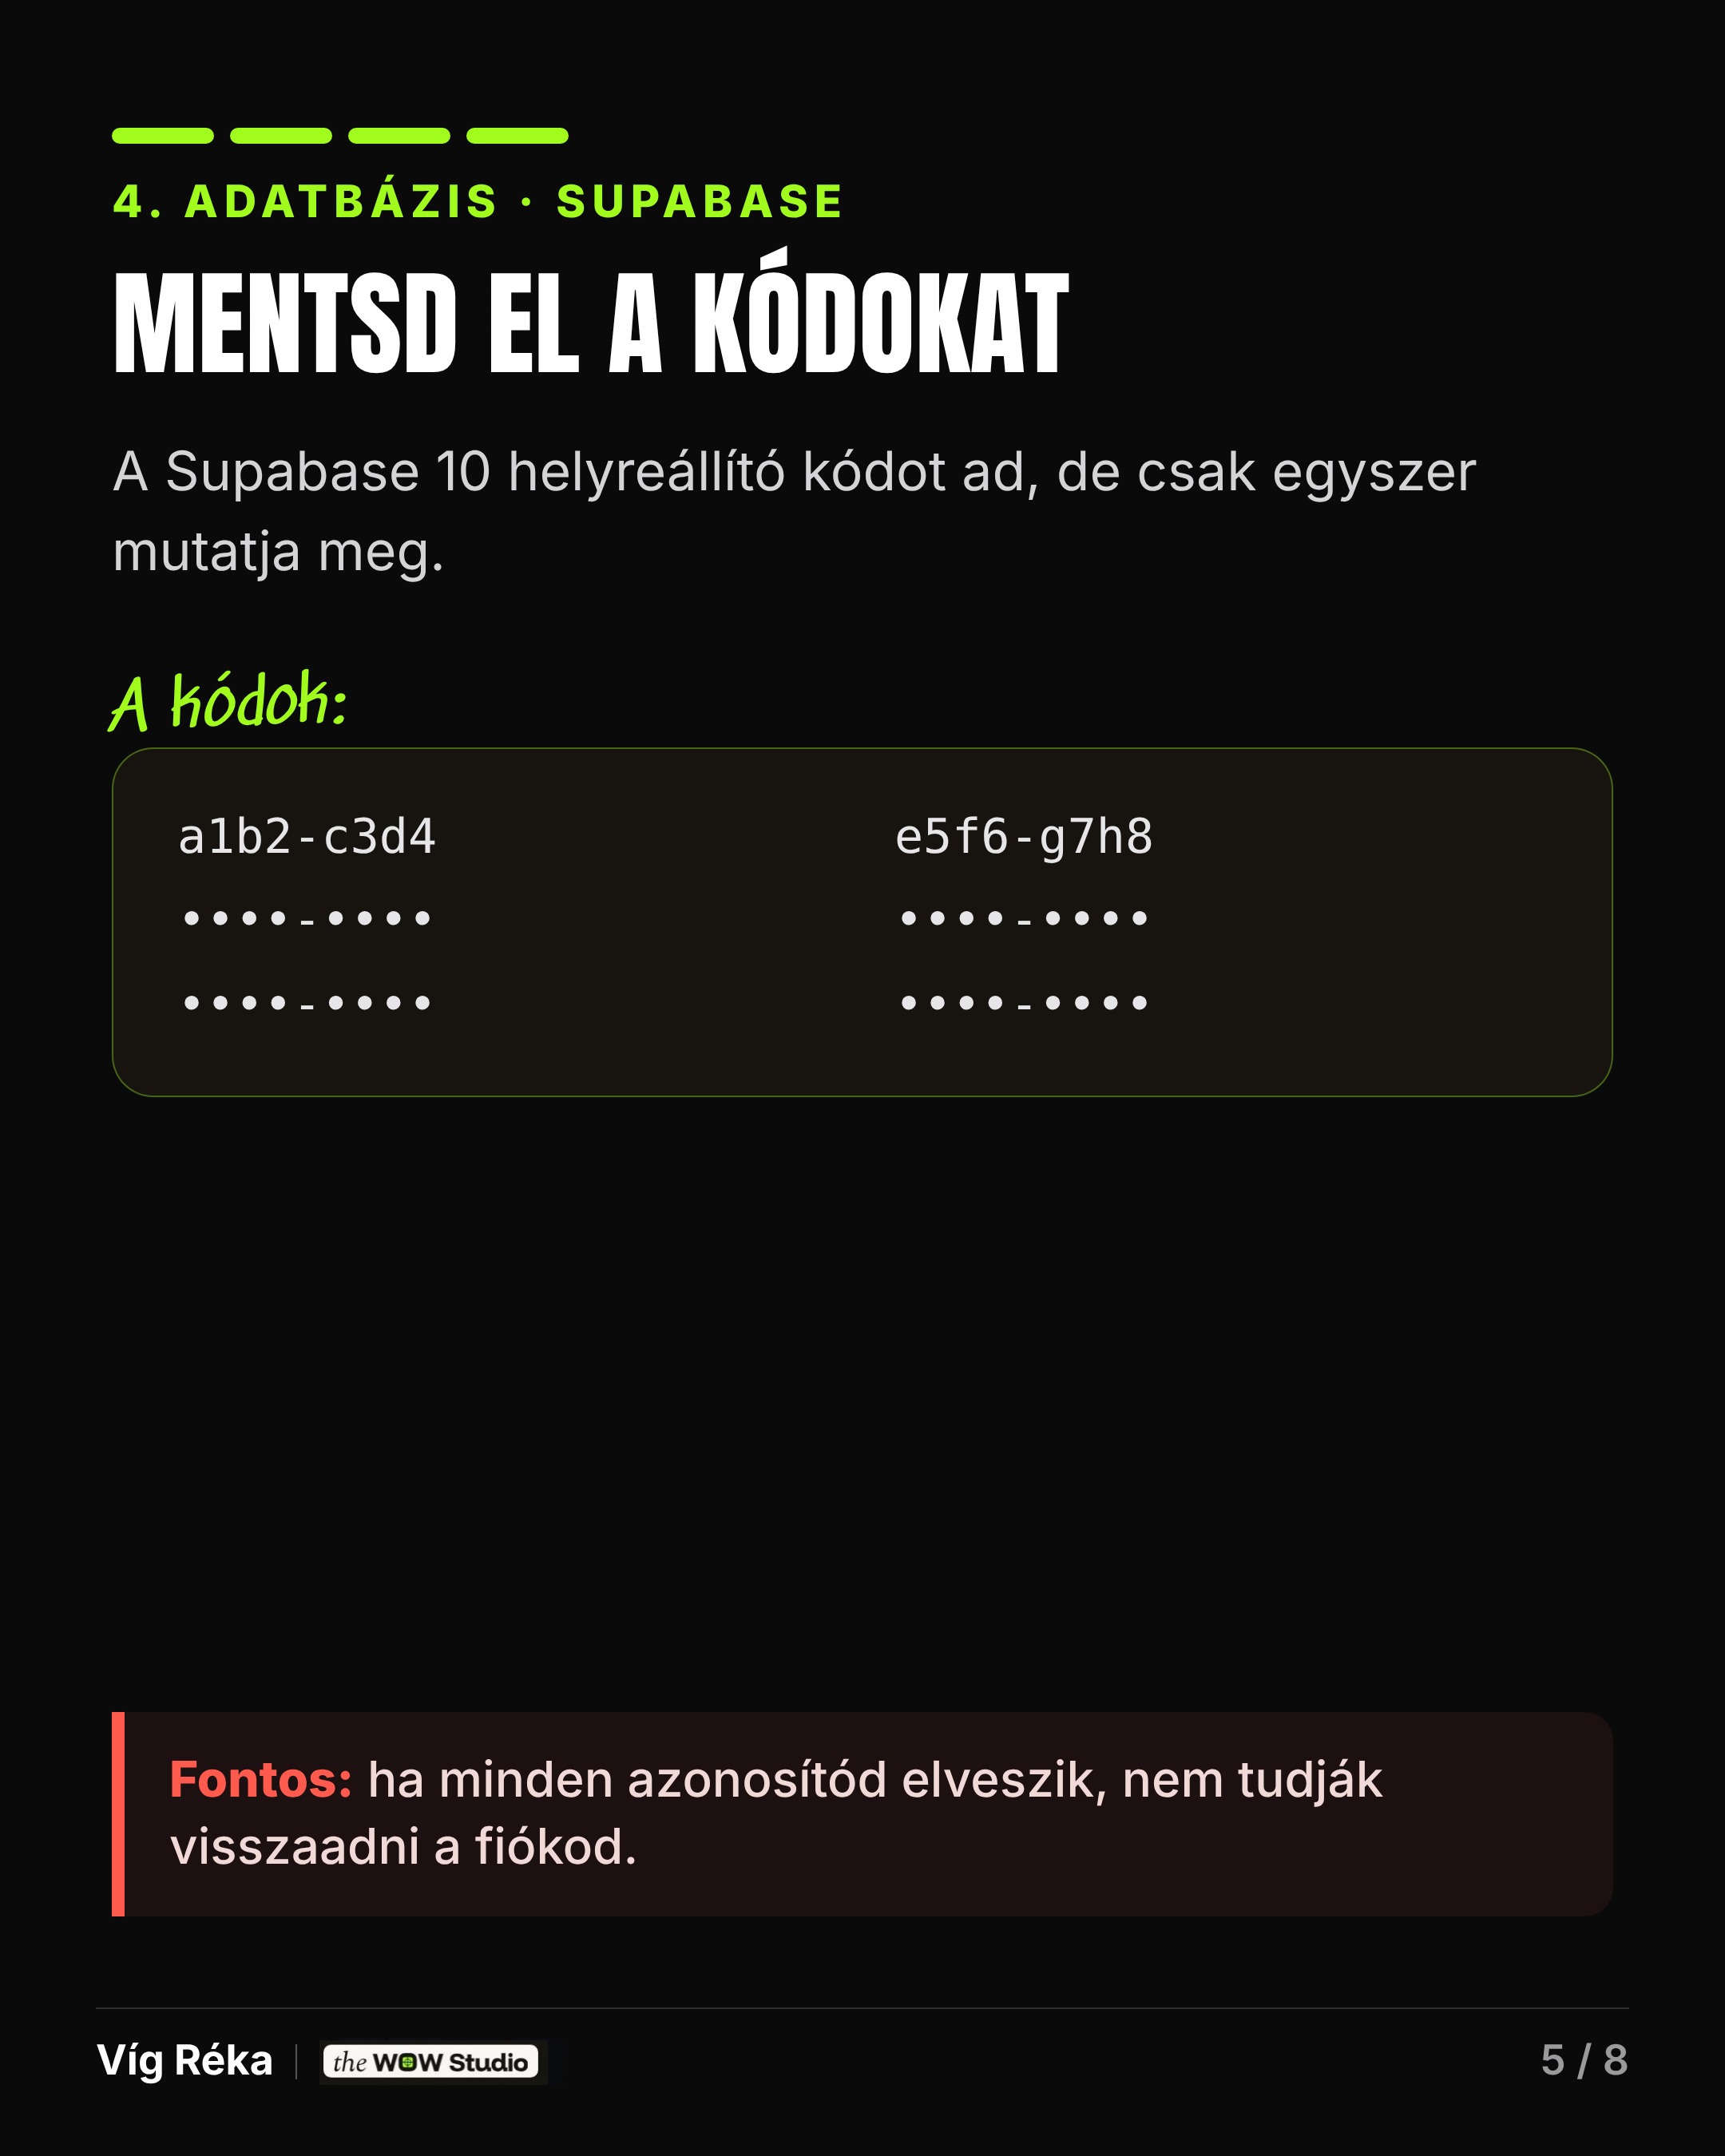 4. ADATBÁZIS · SUPABASE
MENTSD EL A KÓDOKAT
A Supabase 10 helyreállító kódot ad, de csak egyszer
mutatja meg.
A kódok:
a1b2-c3d4 e5f6-g7h8
••••-•••• ••••-••••
••••-•••• ••••-••••
Fontos: ha minden azonosítód elveszik, nem tudják
visszaadni a fiókod.
Víg Réka | the WOW Studio 5 / 8